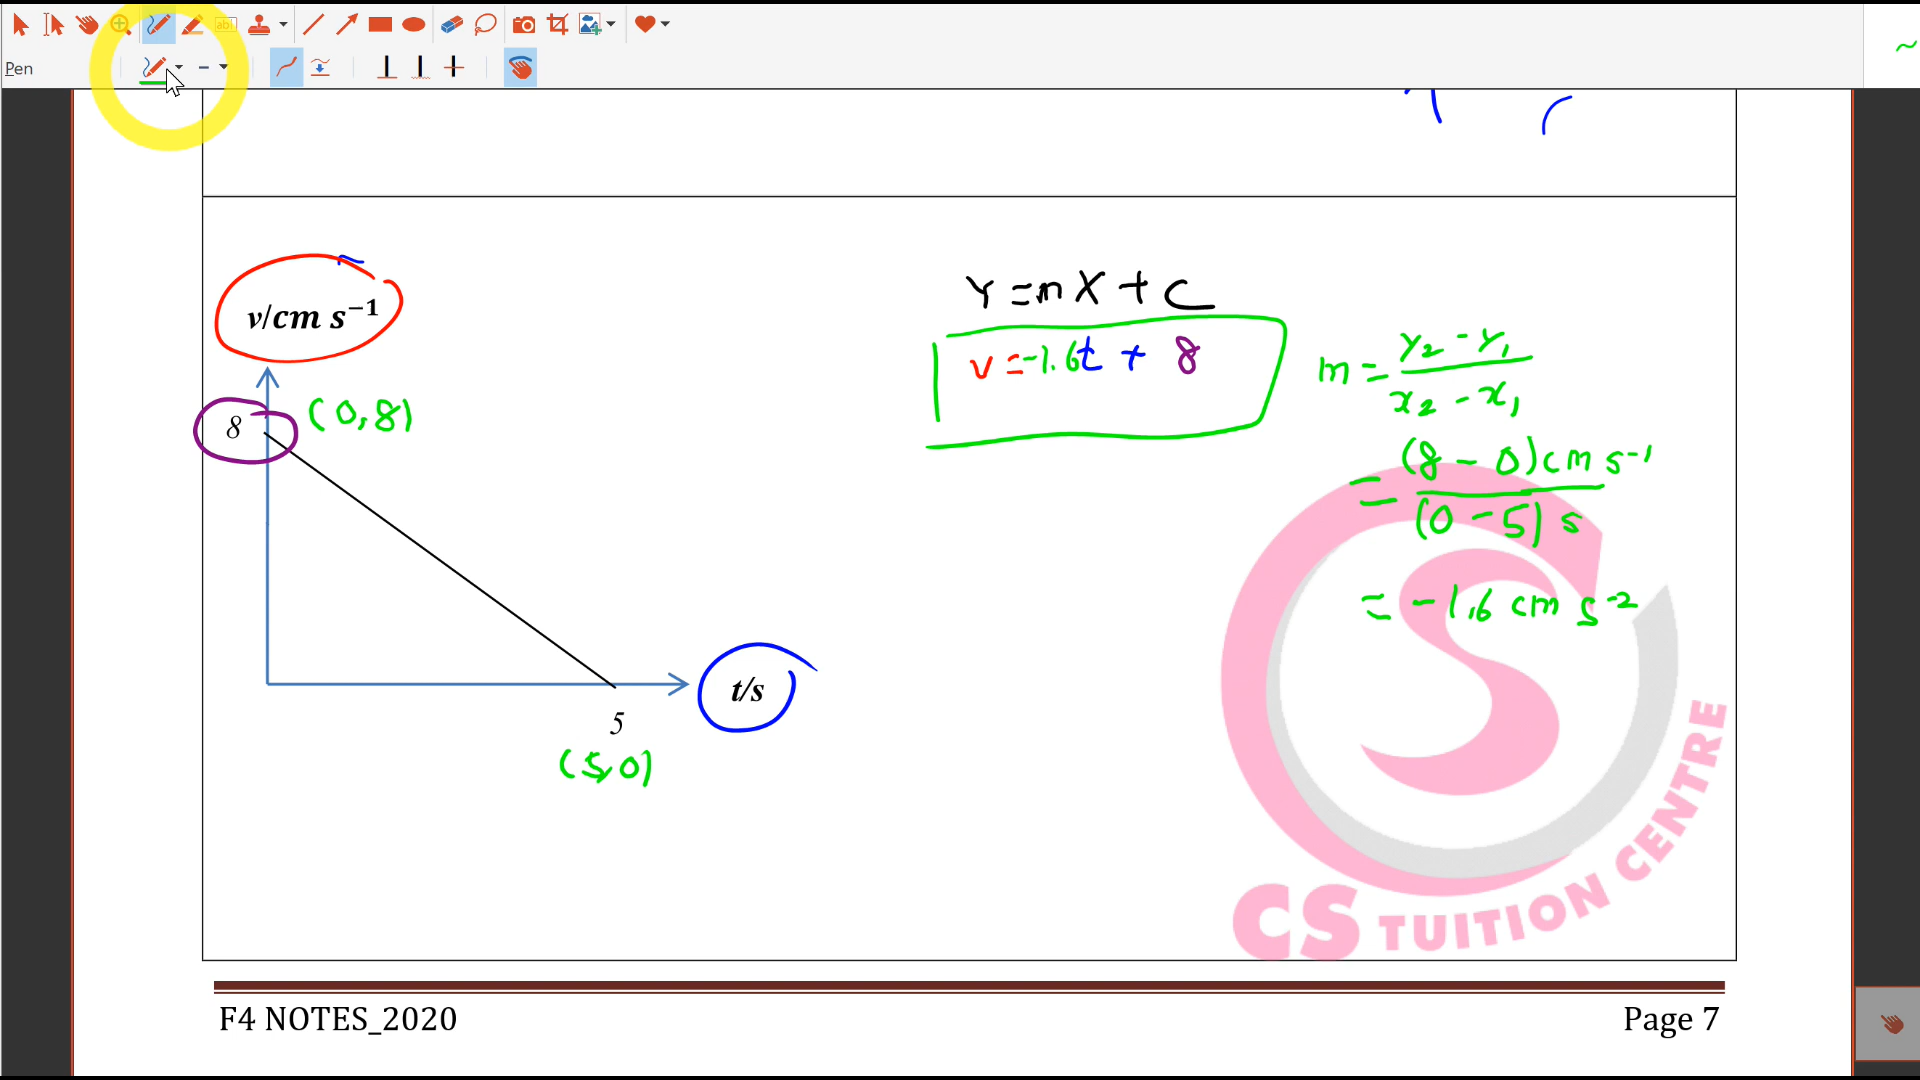 Pen
v/cm s⁻¹
Y = mX + C
v = -1.6t + 8
m = Y₂ - Y₁
x₂ - x₁
8
(0,8)
= (8 - 0) cm s⁻¹
(0 - 5) s
= -1.6 cm s⁻²
t/s
5
(5,0)
CS TUITION CENTRE
F4 NOTES_2020
Page 7